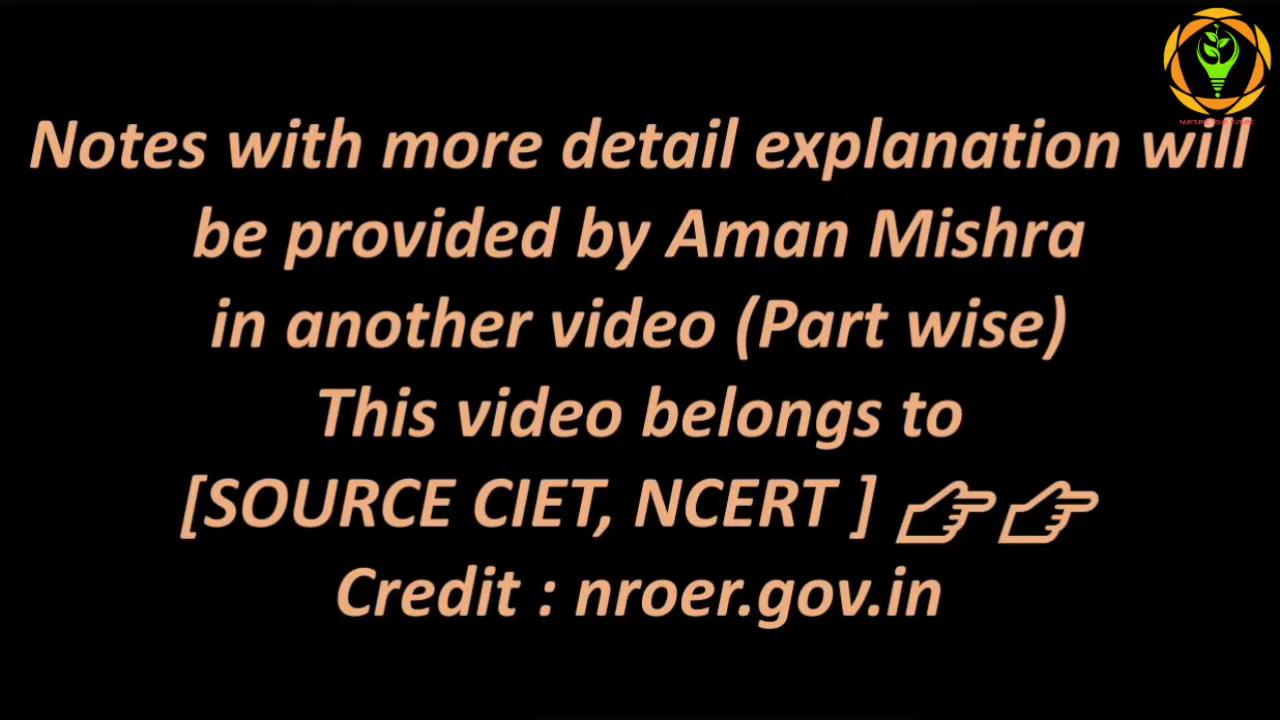 Notes with more detail explanation will
be provided by Aman Mishra
in another video (Part wise)
This video belongs to
[SOURCE CIET, NCERT ]
Credit : nroer.gov.in